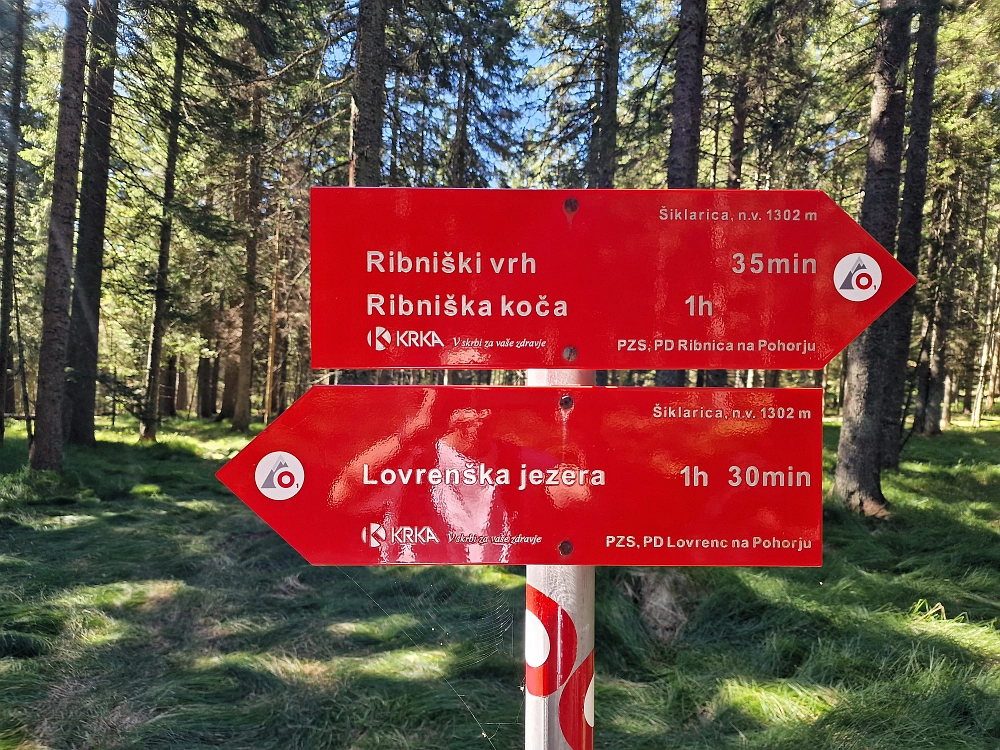 Šiklarica, n.v. 1302 m
Ribniški vrh 35min
Ribniška koča 1h
KRKA V skrbi za vaše zdravje PZS, PD Ribnica na Pohorju
Šiklarica, n.v. 1302 m
Lovrenška jezera 1h 30min
KRKA V skrbi za vaše zdravje PZS, PD Lovrenc na Pohorju